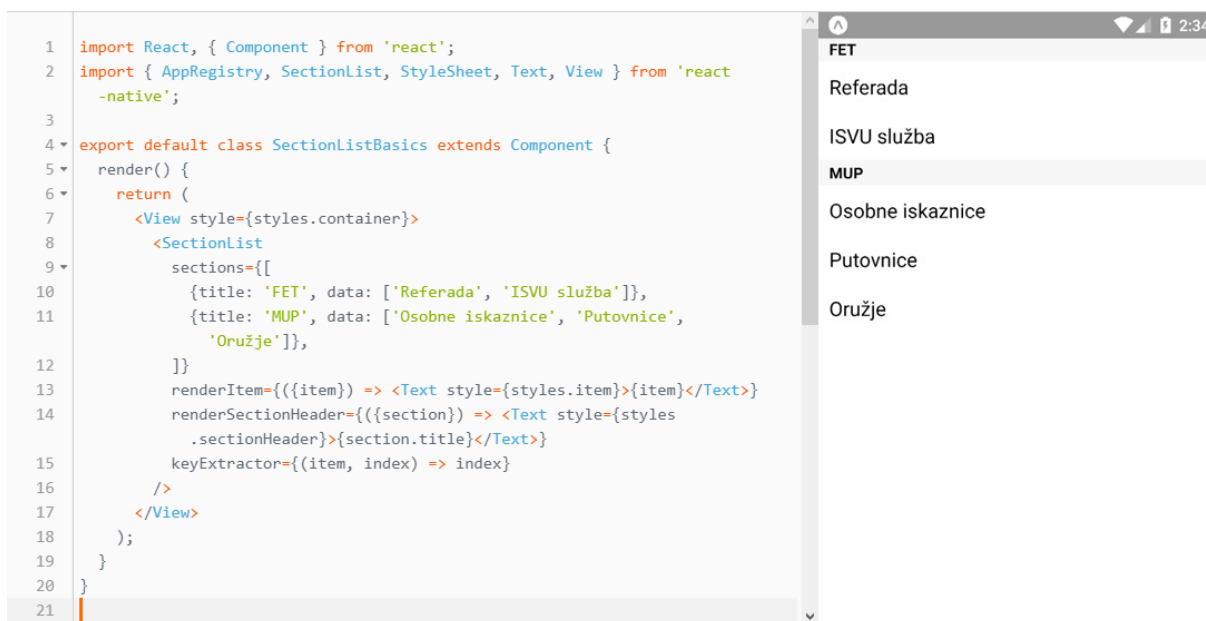 1 import React, { Component } from 'react';
2 import { AppRegistry, SectionList, StyleSheet, Text, View } from 'react
-native';
3
4 export default class SectionListBasics extends Component {
5 render() {
6 return (
7 <View style={styles.container}>
8 <SectionList
9 sections={[
10 {title: 'FET', data: ['Referada', 'ISVU služba']},
11 {title: 'MUP', data: ['Osobne iskaznice', 'Putovnice',
'Oružje']},
12 ]}
13 renderItem={({item}) => <Text style={styles.item}>{item}</Text>}
14 renderSectionHeader={({section}) => <Text style={styles
.sectionHeader}>{section.title}</Text>}
15 keyExtractor={(item, index) => index}
16 />
17 </View>
18 );
19 }
20 }
21
2:34
FET
Referada
ISVU služba
MUP
Osobne iskaznice
Putovnice
Oružje